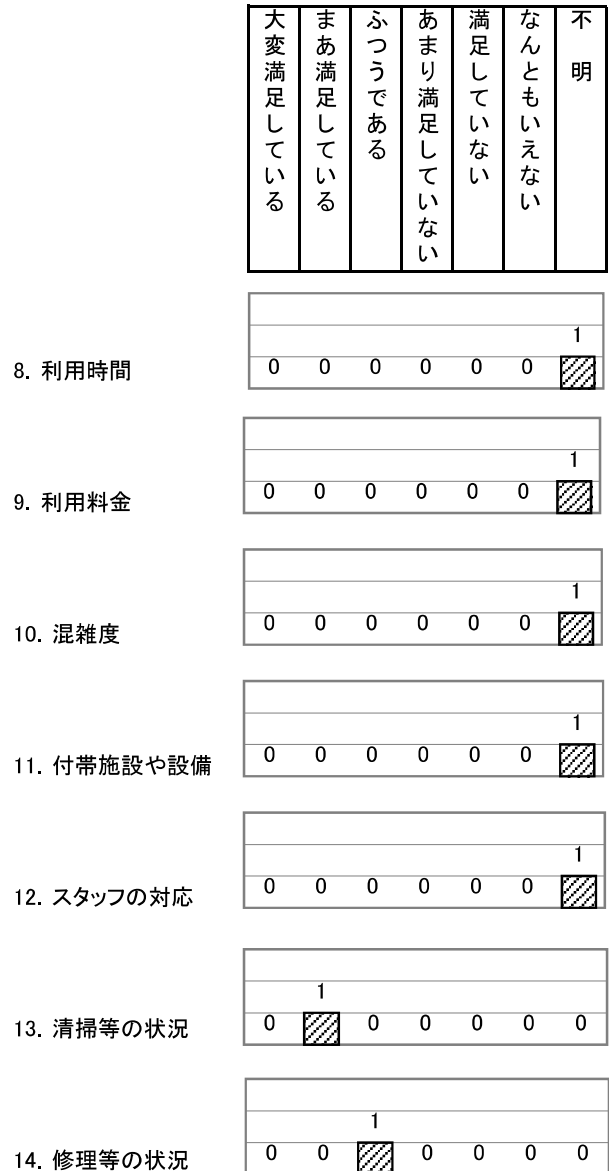 大変満足している
まあ満足している
ふつうである
あまり満足していない
満足していない
なんともいえない
不 明
1
8. 利用時間 0 0 0 0 0 0
1
9. 利用料金 0 0 0 0 0 0
1
10. 混雑度 0 0 0 0 0 0
1
11. 付帯施設や設備 0 0 0 0 0 0
1
12. スタッフの対応 0 0 0 0 0 0
1
13. 清掃等の状況 0 0 0 0 0 0
1
14. 修理等の状況 0 0 0 0 0 0